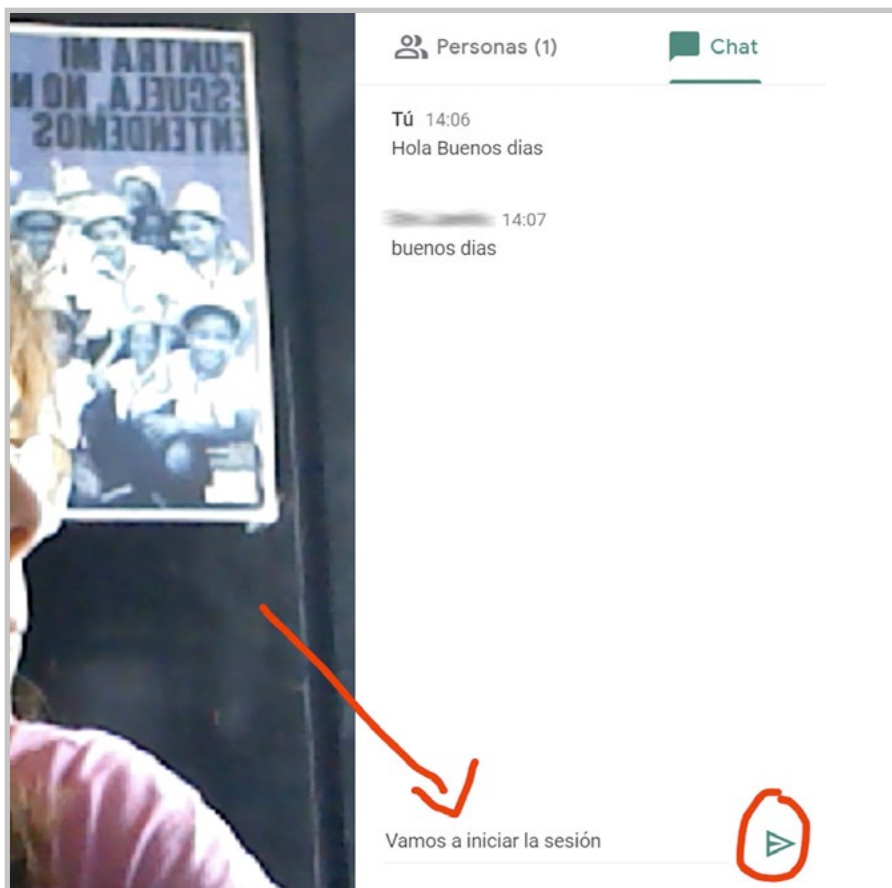 CONTRA MI
ESCUELA, NO N
ENTENDEMOS
Personas (1)
Chat
Tú 14:06
Hola Buenos dias
14:07
buenos dias
Vamos a iniciar la sesión